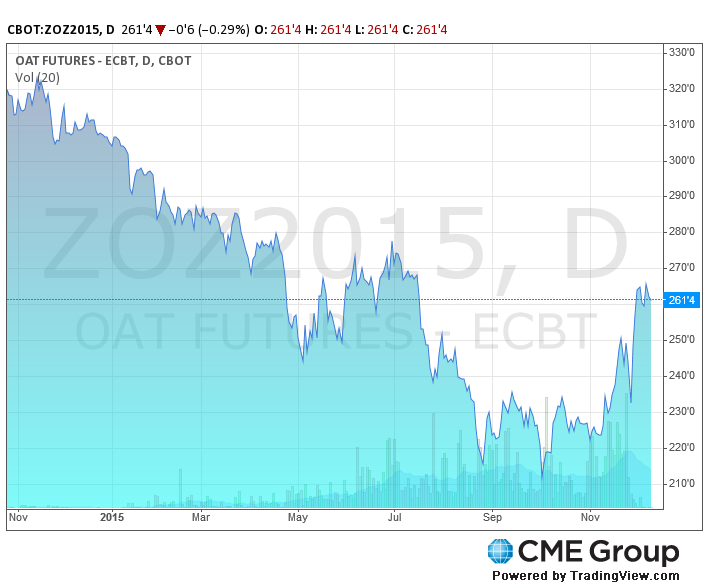 CBOT:ZOZ2015, D 261'4 ▼ −0'6 (−0.29%) O: 261'4 H: 261'4 L: 261'4 C: 261'4
OAT FUTURES - ECBT, D, CBOT
Vol (20)
ZOZ2015, D
OAT FUTURES - ECBT
330'0
320'0
310'0
300'0
290'0
280'0
270'0
261'4
250'0
240'0
230'0
220'0
210'0
Nov 2015 Mar May Jul Sep Nov
CME Group
Powered by TradingView.com